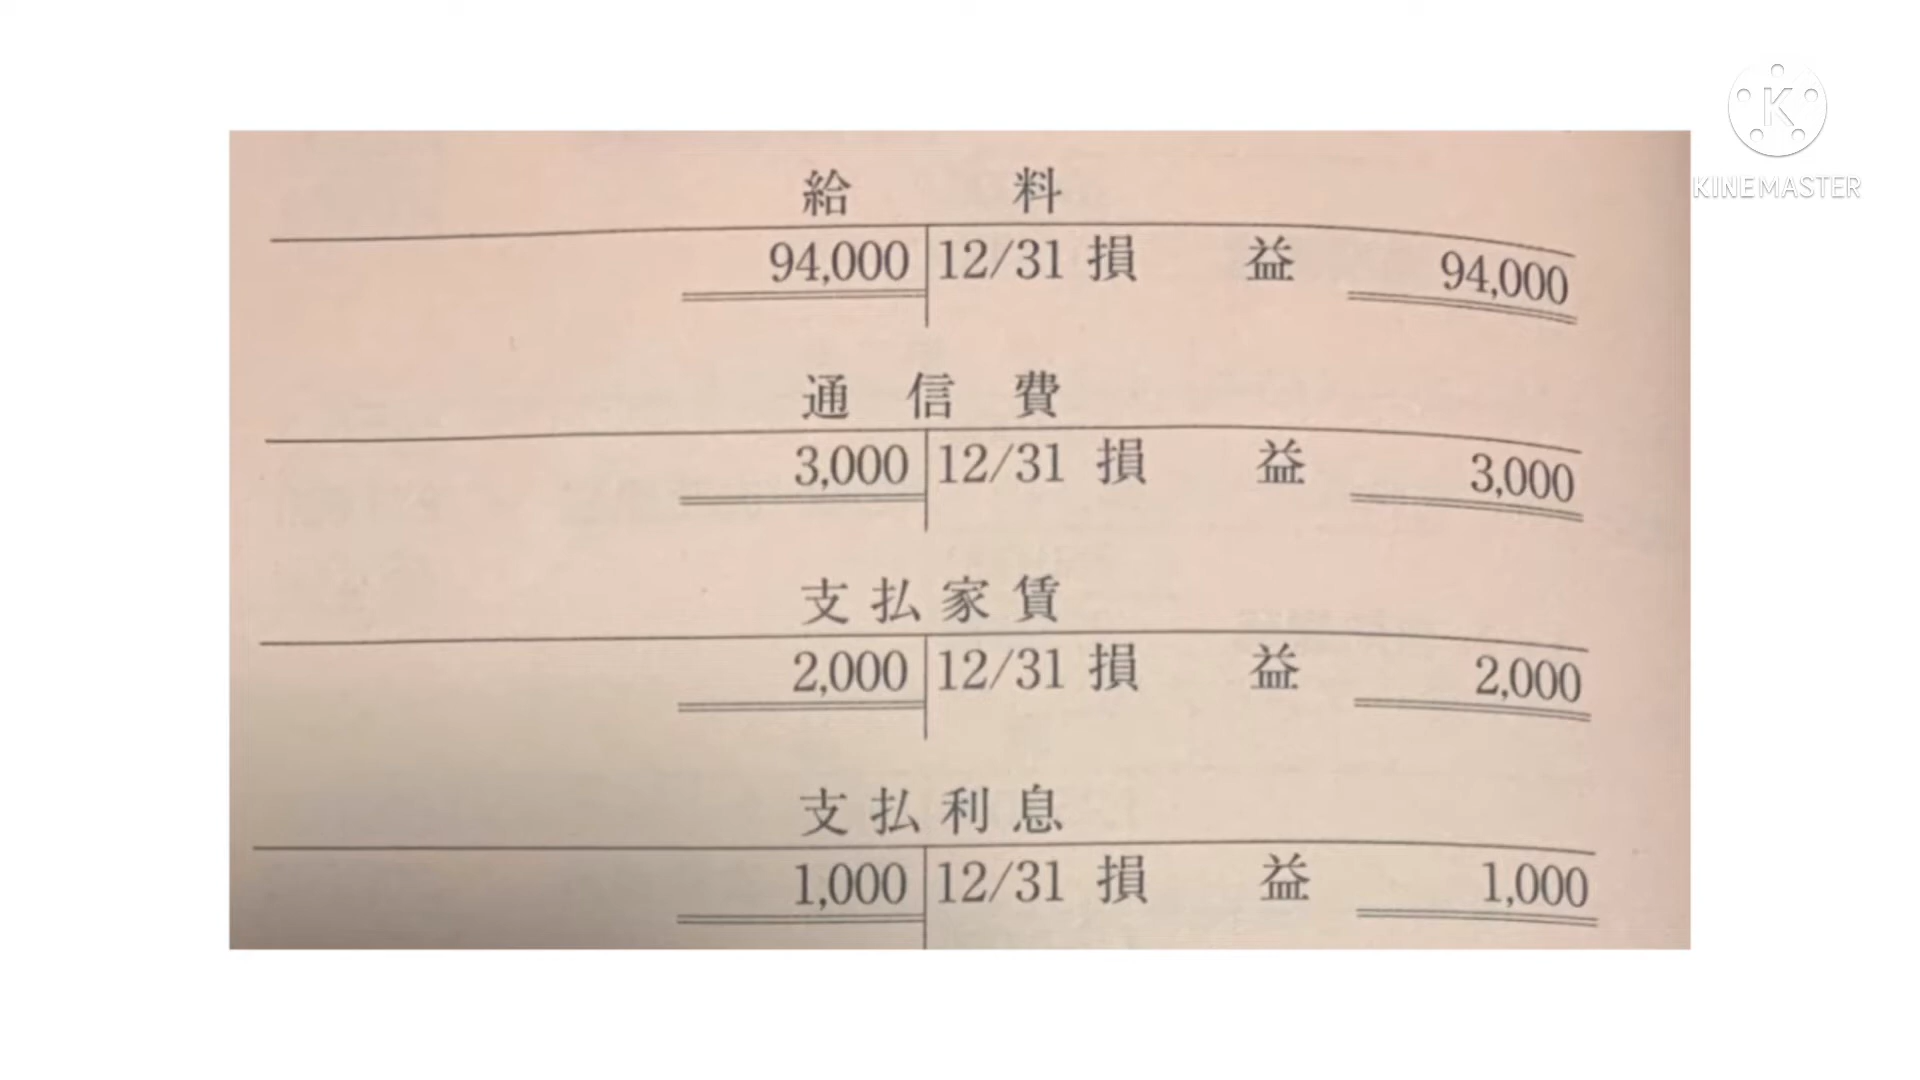 KINEMASTER
給料
94,000 12/31 損益 94,000
通信費
3,000 12/31 損益 3,000
支払家賃
2,000 12/31 損益 2,000
支払利息
1,000 12/31 損益 1,000